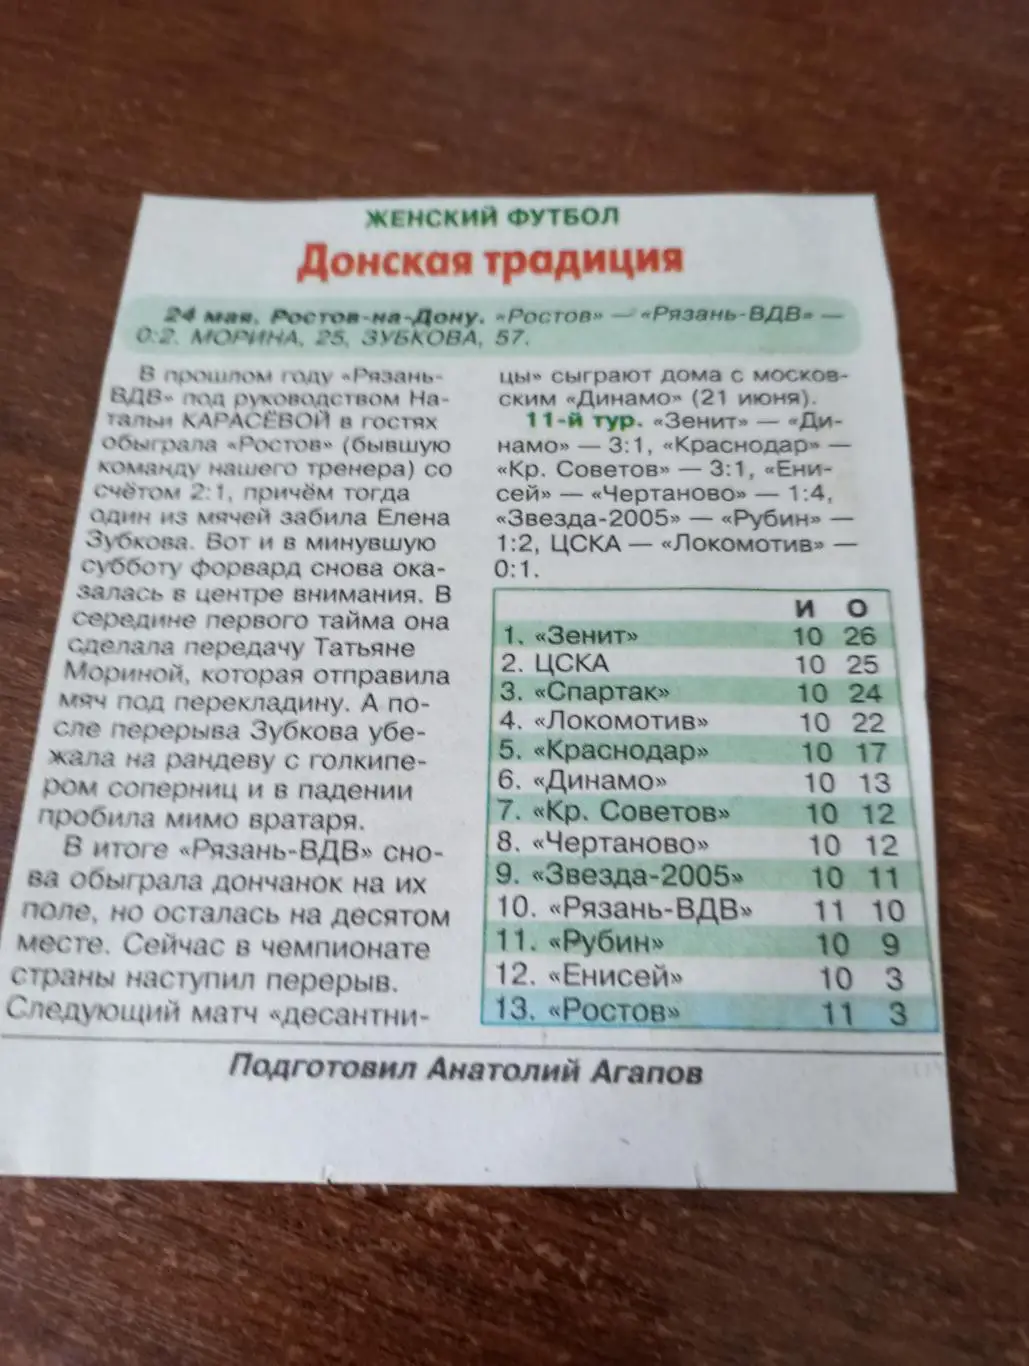 ЖЕНСКИЙ ФУТБОЛ
Донская традиция
24 мая, Ростов-на-Дону. «Ростов» — «Рязань-ВДВ» —
0:2. МОРИНА, 25, ЗУБКОВА, 57.
В прошлом году «Рязань-
ВДВ» под руководством На-
тальи КАРАСЁВОЙ в гостях
обыграла «Ростов» (бывшую
команду нашего тренера) со
счётом 2:1, причём тогда
один из мячей забила Елена
Зубкова. Вот и в минувшую
субботу форвард снова ока-
залась в центре внимания. В
середине первого тайма она
сделала передачу Татьяне
Мориной, которая отправила
мяч под перекладину. А по-
сле перерыва Зубкова убе-
жала на рандеву с голкипе-
ром соперниц и в падении
пробила мимо вратаря.
В итоге «Рязань-ВДВ» сно-
ва обыграла дончанок на их
поле, но осталась на десятом
месте. Сейчас в чемпионате
страны наступил перерыв.
Следующий матч «десантни-
цы» сыграют дома с москов-
ским «Динамо» (21 июня).
11-й тур. «Зенит» — «Ди-
намо» — 3:1, «Краснодар» —
«Кр. Советов» — 3:1, «Ени-
сей» — «Чертаново» — 1:4,
«Звезда-2005» — «Рубин» —
1:2, ЦСКА — «Локомотив» —
0:1.
И О
1. «Зенит» 10 26
2. ЦСКА 10 25
3. «Спартак» 10 24
4. «Локомотив» 10 22
5. «Краснодар» 10 17
6. «Динамо» 10 13
7. «Кр. Советов» 10 12
8. «Чертаново» 10 12
9. «Звезда-2005» 10 11
10. «Рязань-ВДВ» 11 10
11. «Рубин» 10 9
12. «Енисей» 10 3
13. «Ростов» 11 3
Подготовил Анатолий Агапов